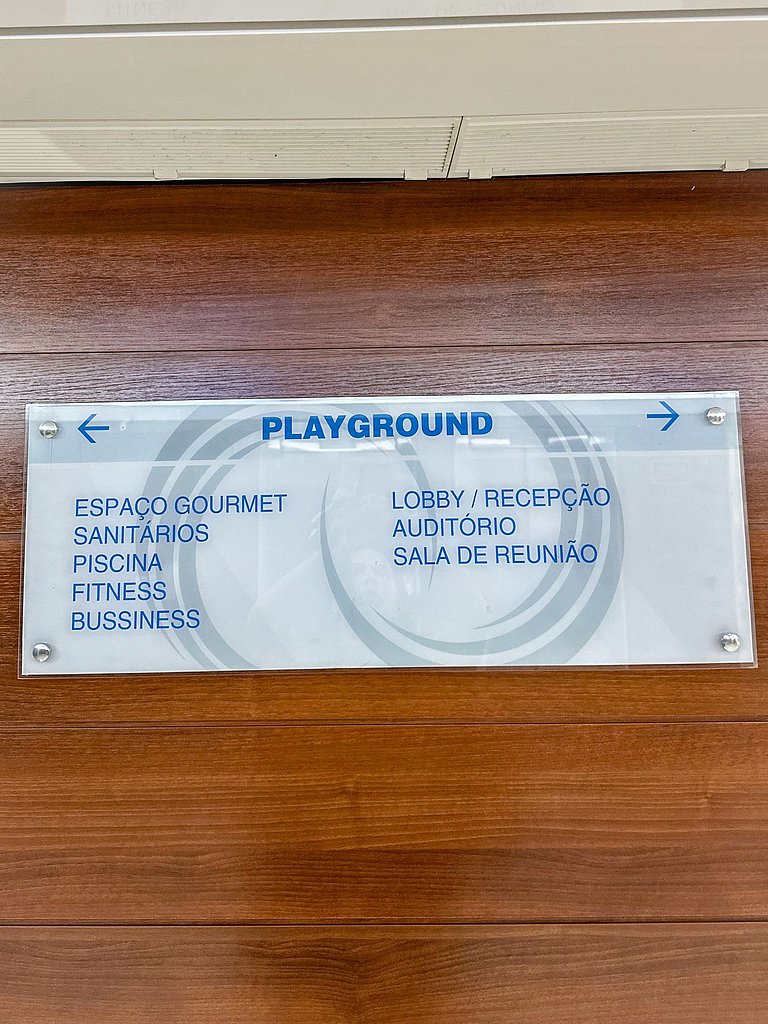 ← PLAYGROUND →
ESPAÇO GOURMET
SANITÁRIOS
PISCINA
FITNESS
BUSSINESS
LOBBY / RECEPÇÃO
AUDITÓRIO
SALA DE REUNIÃO